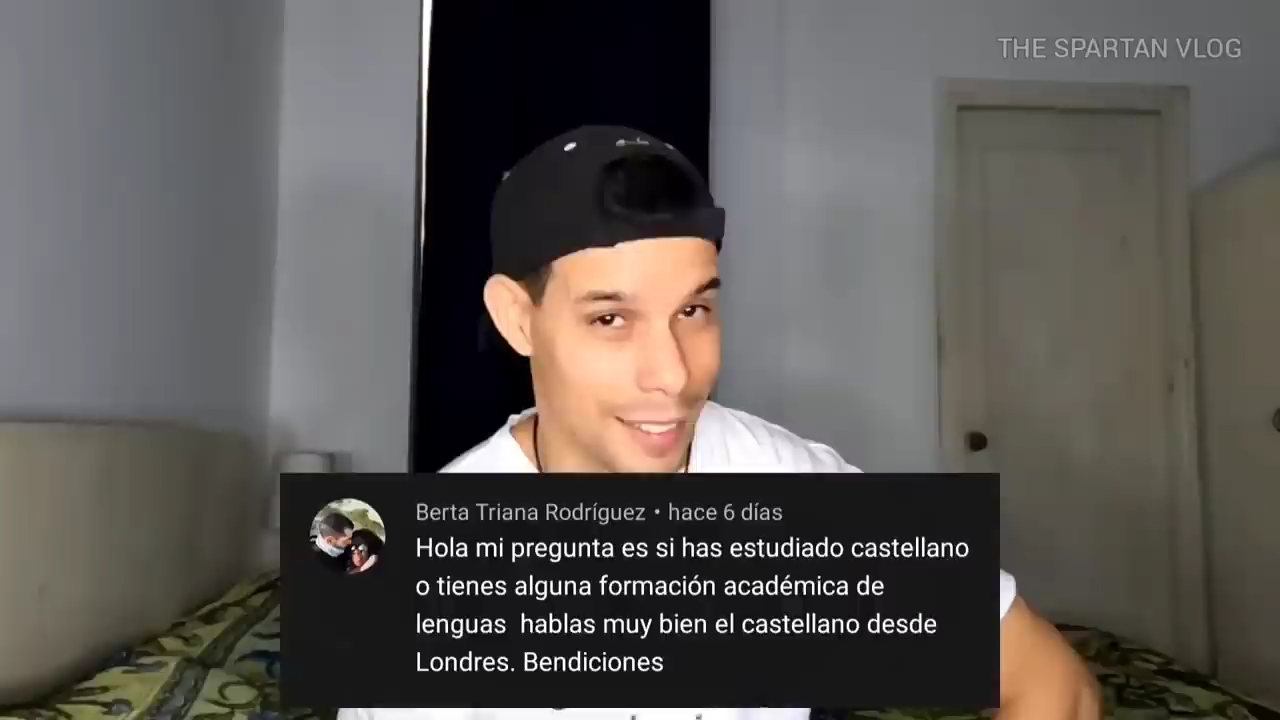 THE SPARTAN VLOG
Berta Triana Rodríguez • hace 6 días
Hola mi pregunta es si has estudiado castellano
o tienes alguna formación académica de
lenguas  hablas muy bien el castellano desde
Londres. Bendiciones